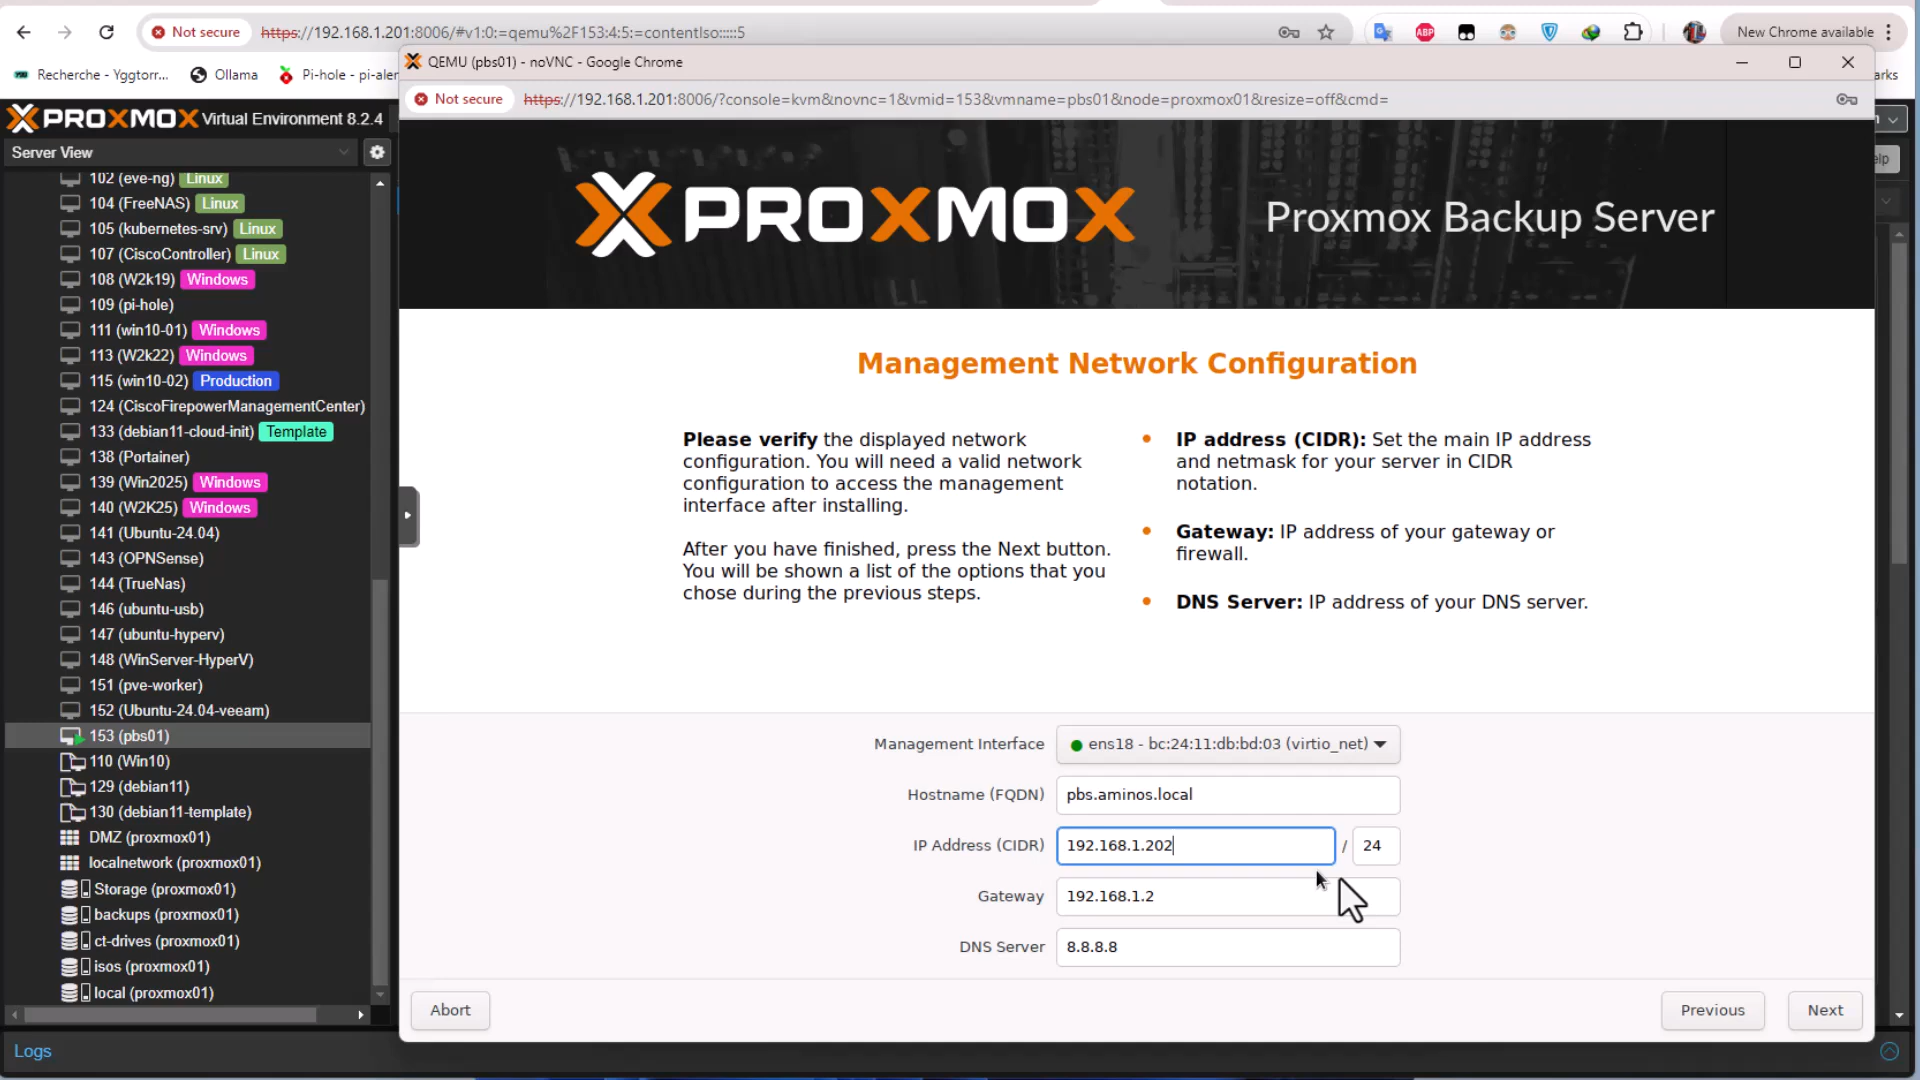 Not secure
https://192.168.1.201:8006/#v1:0:=qemu%2F153:4:5:=contentIso:::::5
ABP
New Chrome available
Recherche - Yggtorr...
Ollama
Pi-hole - pi-aler
arks
QEMU (pbs01) - noVNC - Google Chrome
Not secure
https://192.168.1.201:8006/?console=kvm&novnc=1&vmid=153&vmname=pbs01&node=proxmox01&resize=off&cmd=
PROXMOX Virtual Environment 8.2.4
Server View
elp
102 (eve-ng) Linux
104 (FreeNAS) Linux
105 (kubernetes-srv) Linux
107 (CiscoController) Linux
108 (W2k19) Windows
109 (pi-hole)
111 (win10-01) Windows
113 (W2k22) Windows
115 (win10-02) Production
124 (CiscoFirepowerManagementCenter)
133 (debian11-cloud-init) Template
138 (Portainer)
139 (Win2025) Windows
140 (W2K25) Windows
141 (Ubuntu-24.04)
143 (OPNSense)
144 (TrueNas)
146 (ubuntu-usb)
147 (ubuntu-hyperv)
148 (WinServer-HyperV)
151 (pve-worker)
152 (Ubuntu-24.04-veeam)
153 (pbs01)
110 (Win10)
129 (debian11)
130 (debian11-template)
DMZ (proxmox01)
localnetwork (proxmox01)
Storage (proxmox01)
backups (proxmox01)
ct-drives (proxmox01)
isos (proxmox01)
local (proxmox01)
Logs
PROXMOX
Proxmox Backup Server
Management Network Configuration
Please verify the displayed network
configuration. You will need a valid network
configuration to access the management
interface after installing.
After you have finished, press the Next button.
You will be shown a list of the options that you
chose during the previous steps.
IP address (CIDR): Set the main IP address
and netmask for your server in CIDR
notation.
Gateway: IP address of your gateway or
firewall.
DNS Server: IP address of your DNS server.
Management Interface ens18 - bc:24:11:db:bd:03 (virtio_net)
Hostname (FQDN) pbs.aminos.local
IP Address (CIDR) 192.168.1.202 / 24
Gateway 192.168.1.2
DNS Server 8.8.8.8
Abort
Previous
Next